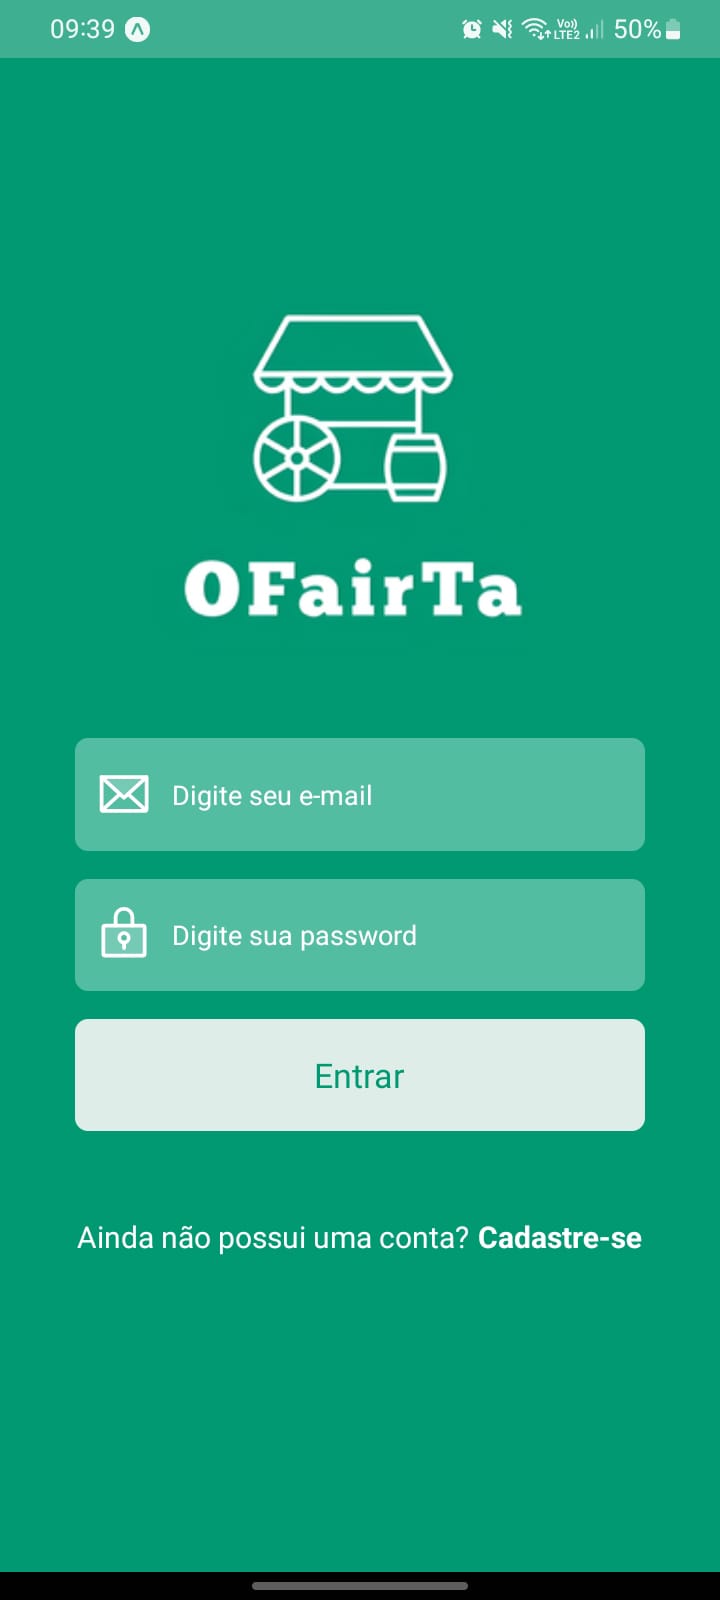 09:39 Vo)) LTE2 50%
OFairTa
Digite seu e-mail
Digite sua password
Entrar
Ainda não possui uma conta? Cadastre-se